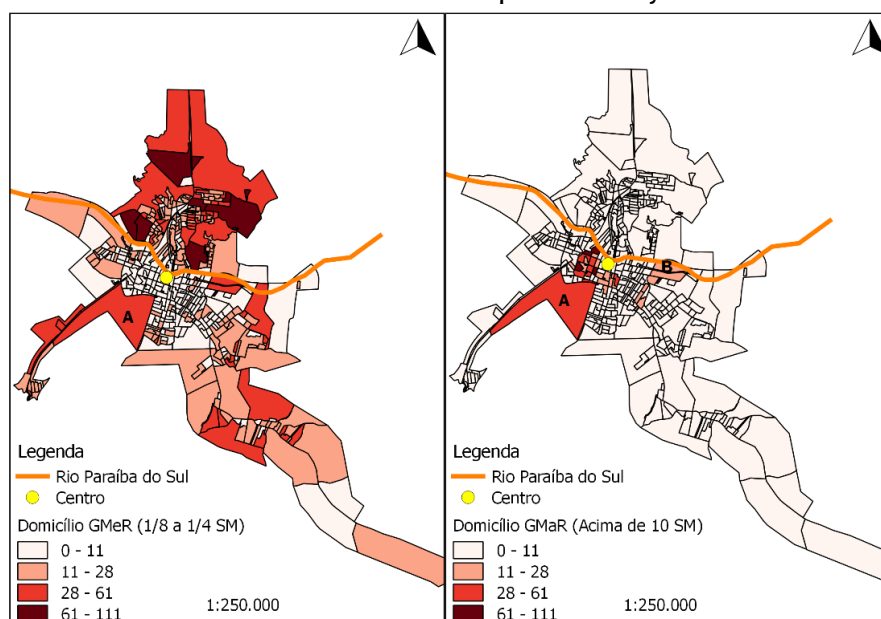 A
Legenda
Rio Paraíba do Sul
Centro
Domicílio GMeR (1/8 a 1/4 SM)
0 - 11
11 - 28
28 - 61
61 - 111
1:250.000
B
A
Legenda
Rio Paraíba do Sul
Centro
Domicílio GMaR (Acima de 10 SM)
0 - 11
11 - 28
28 - 61
61 - 111
1:250.000